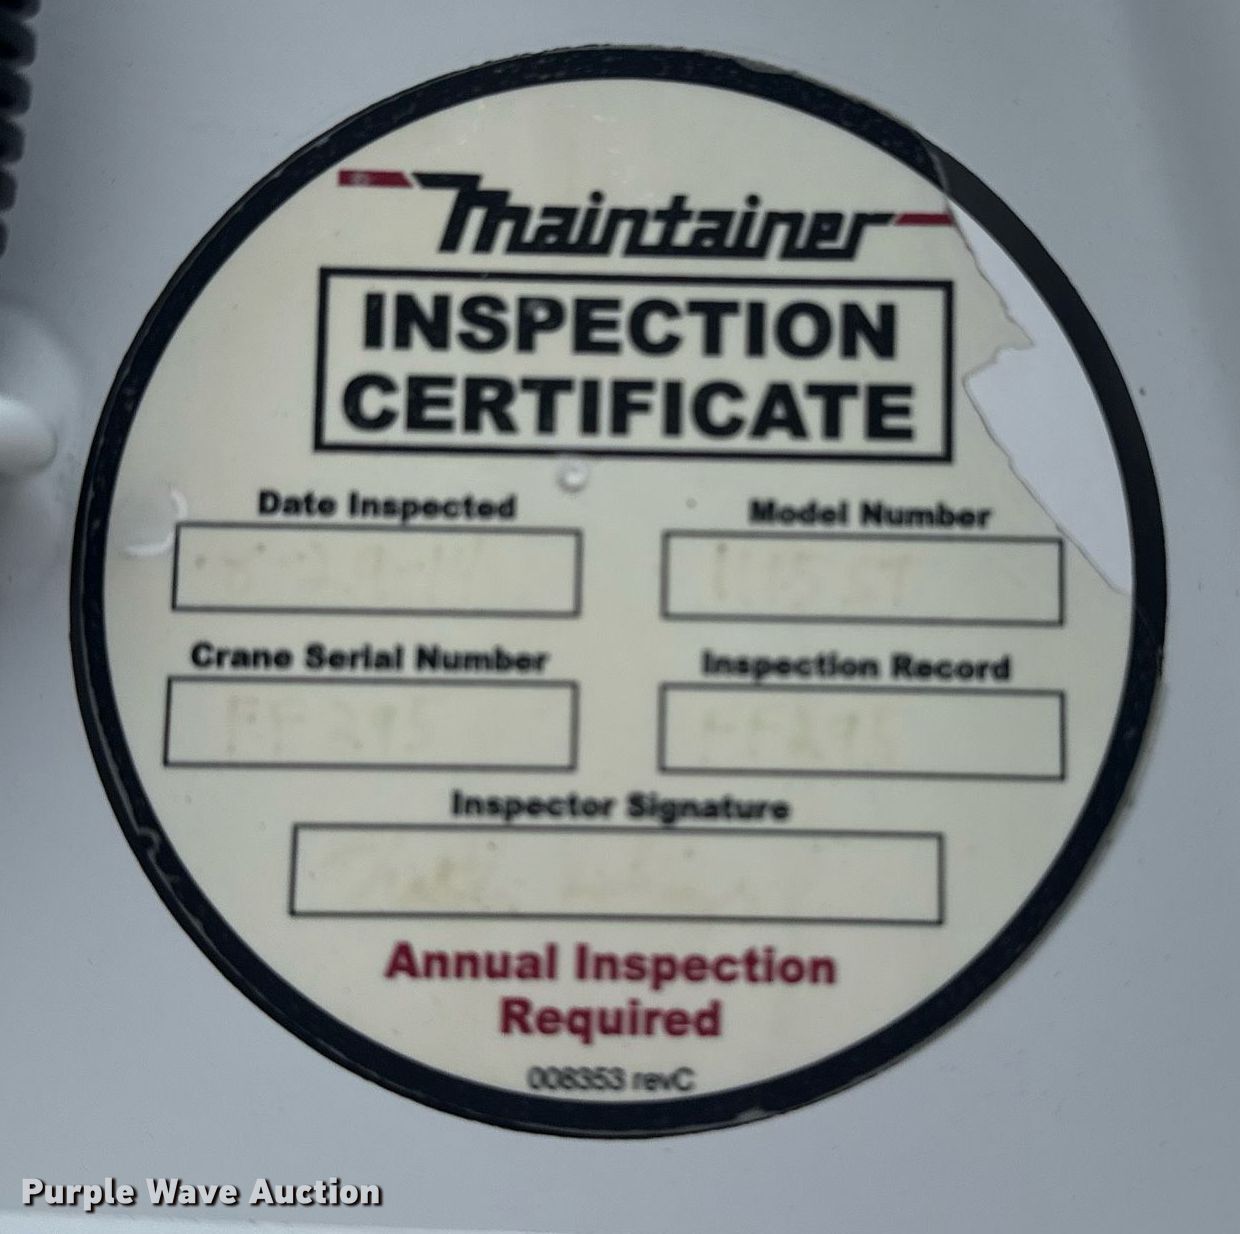 Maintainer
INSPECTION
CERTIFICATE
Date Inspected
Model Number
Crane Serial Number
Inspection Record
Inspector Signature
Annual Inspection
Required
008353 revC
Purple Wave Auction